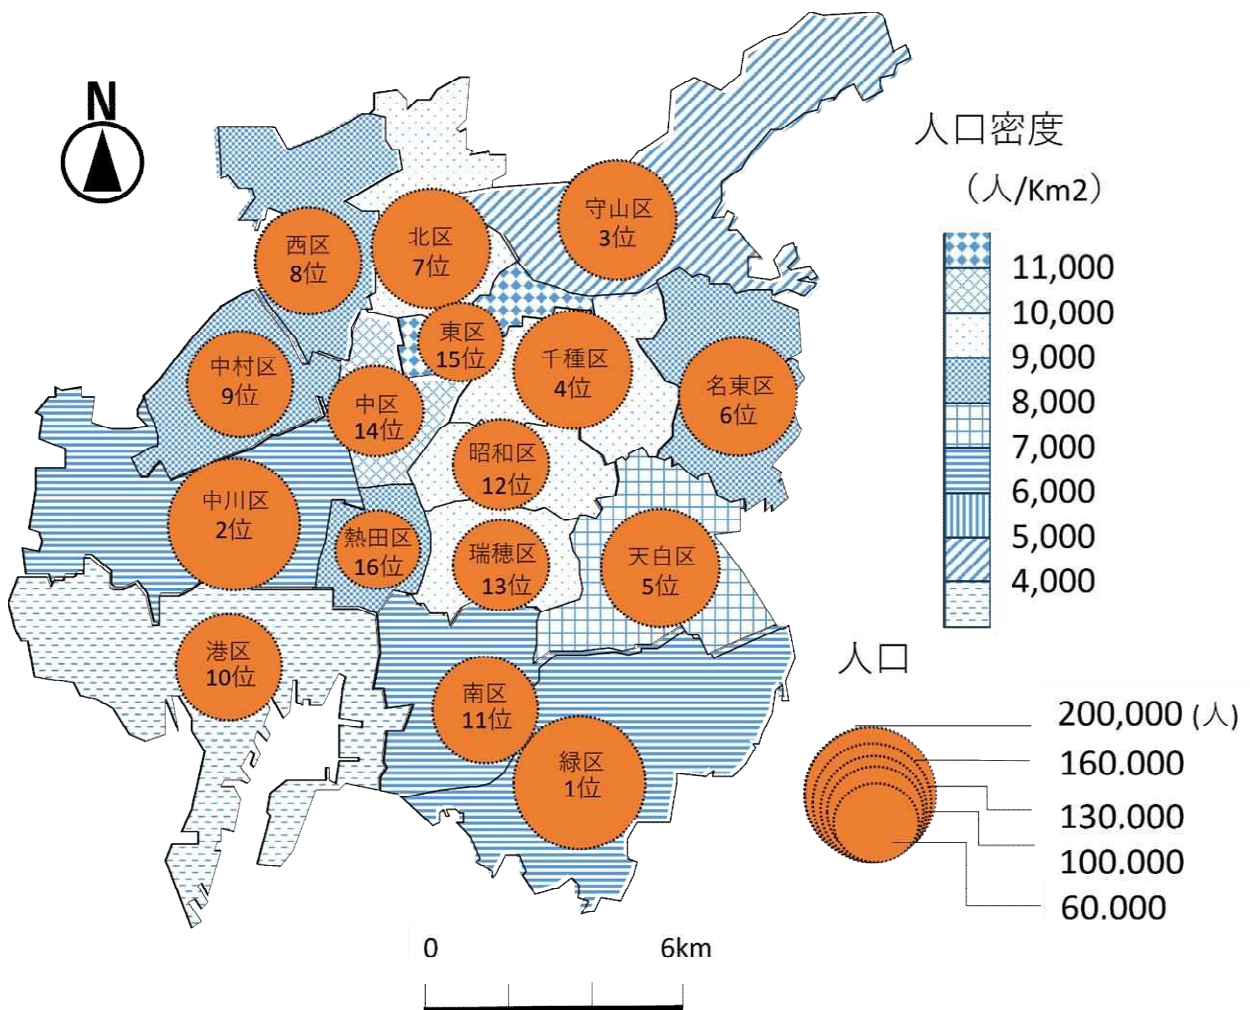 N
人口密度
（人/Km2）
11,000
10,000
9,000
8,000
7,000
6,000
5,000
4,000
守山区
3位
北区
7位
西区
8位
東区
15位
千種区
4位
中村区
9位
名東区
6位
中区
14位
昭和区
12位
中川区
2位
熱田区
16位
瑞穂区
13位
天白区
5位
港区
10位
南区
11位
緑区
1位
人口
200,000 (人)
160.000
130.000
100.000
60.000
0 6km